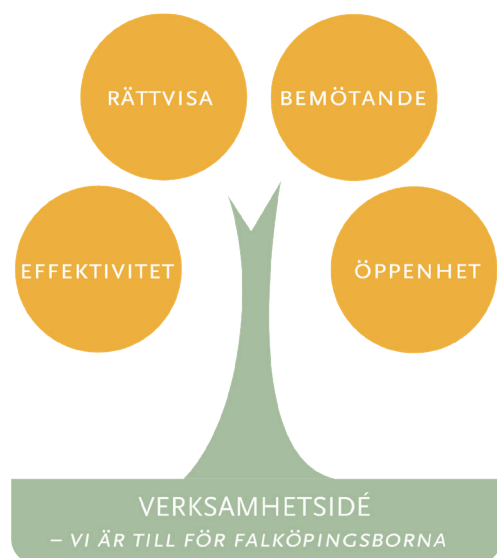 RÄTTVISA
BEMÖTANDE
EFFEKTIVITET
ÖPPENHET
VERKSAMHETSIDÉ
– VI ÄR TILL FÖR FALKÖPINGSBORNA